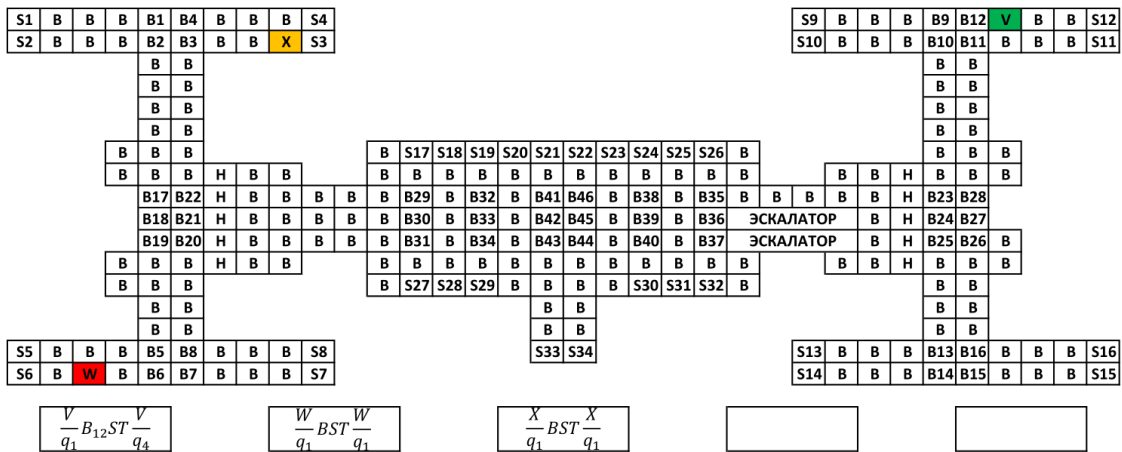 S1 B B B B1 B4 B B B S4 S9 B B B B9 B12 V B B S12
S2 B B B B2 B3 B B X S3 S10 B B B B10 B11 B B B S11
B B B B
B B B B
B B B B
B B B B
B B B B S17 S18 S19 S20 S21 S22 S23 S24 S25 S26 B B B B
B B B H B B B B B B B B B B B B B B B B H B B B
B17 B22 H B B B B B B29 B B32 B B41 B46 B B38 B B35 B B B B B H B23 B28
B18 B21 H B B B B B B30 B B33 B B42 B45 B B39 B B36 ЭСКАЛАТОР B H B24 B27
B19 B20 H B B B B B B31 B B34 B B43 B44 B B40 B B37 ЭСКАЛАТОР B H B25 B26 B
B B B H B B B B B B B B B B B B B B B B H B B B
B B B B S27 S28 S29 B B B B S30 S31 S32 B B B B
B B B B B B
B B B B B B
S5 B B B B5 B8 B B B S8 S33 S34 S13 B B B B13 B16 B B B S16
S6 B W B B6 B7 B B B S7 S14 B B B B14 B15 B B B S15
V/q₁ B₁₂ST V/q₄
W/q₁ BST W/q₁
X/q₁ BST X/q₁